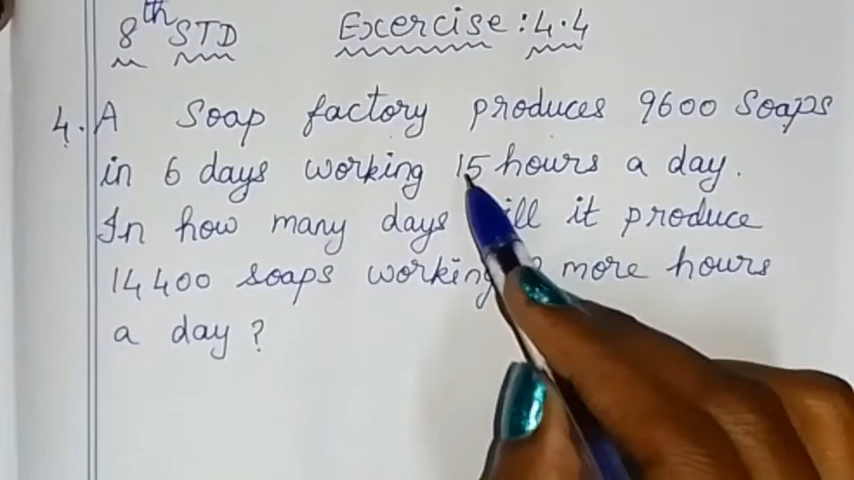 8th STD Exercise : 4.4
4. A Soap factory produces 9600 Soaps
in 6 days working 15 hours a day.
In how many days it produce
14400 soaps working more hours
a day ?